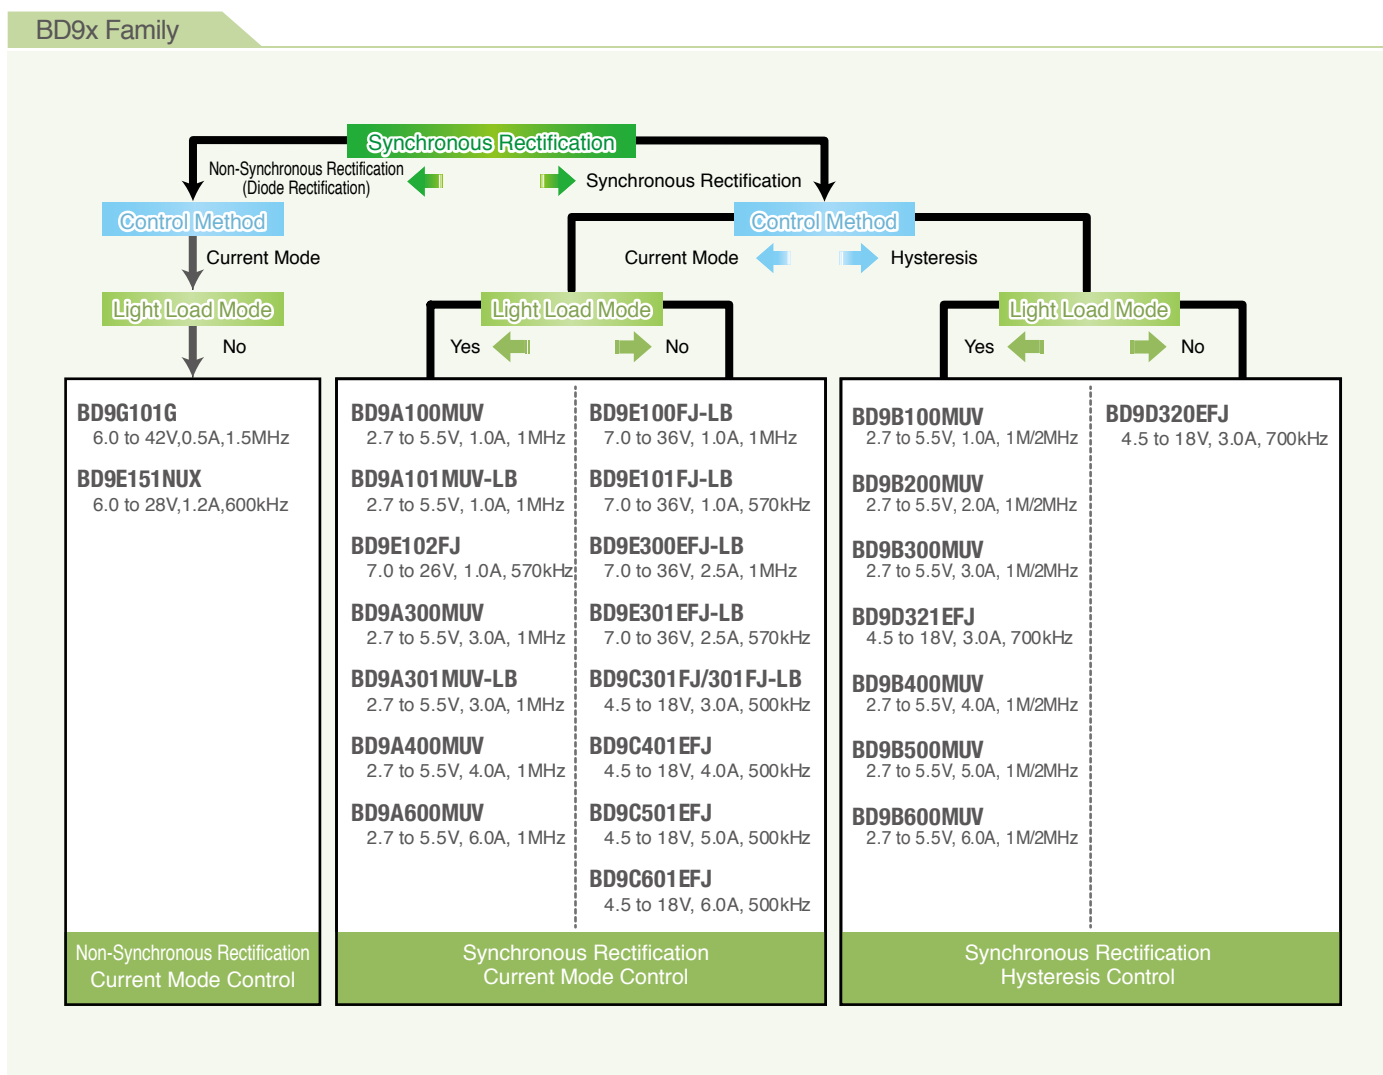 BD9x Family
Synchronous Rectification
Non-Synchronous Rectification
(Diode Rectification)
Synchronous Rectification
Control Method
Current Mode
Light Load Mode
No
Control Method
Current Mode
Hysteresis
Light Load Mode
Yes
No
Light Load Mode
Yes
No
BD9G101G
6.0 to 42V,0.5A,1.5MHz
BD9E151NUX
6.0 to 28V,1.2A,600kHz
Non-Synchronous Rectification
Current Mode Control
BD9A100MUV
2.7 to 5.5V, 1.0A, 1MHz
BD9A101MUV-LB
2.7 to 5.5V, 1.0A, 1MHz
BD9E102FJ
7.0 to 26V, 1.0A, 570kHz
BD9A300MUV
2.7 to 5.5V, 3.0A, 1MHz
BD9A301MUV-LB
2.7 to 5.5V, 3.0A, 1MHz
BD9A400MUV
2.7 to 5.5V, 4.0A, 1MHz
BD9A600MUV
2.7 to 5.5V, 6.0A, 1MHz
BD9E100FJ-LB
7.0 to 36V, 1.0A, 1MHz
BD9E101FJ-LB
7.0 to 36V, 1.0A, 570kHz
BD9E300EFJ-LB
7.0 to 36V, 2.5A, 1MHz
BD9E301EFJ-LB
7.0 to 36V, 2.5A, 570kHz
BD9C301FJ/301FJ-LB
4.5 to 18V, 3.0A, 500kHz
BD9C401EFJ
4.5 to 18V, 4.0A, 500kHz
BD9C501EFJ
4.5 to 18V, 5.0A, 500kHz
BD9C601EFJ
4.5 to 18V, 6.0A, 500kHz
Synchronous Rectification
Current Mode Control
BD9B100MUV
2.7 to 5.5V, 1.0A, 1M/2MHz
BD9B200MUV
2.7 to 5.5V, 2.0A, 1M/2MHz
BD9B300MUV
2.7 to 5.5V, 3.0A, 1M/2MHz
BD9D321EFJ
4.5 to 18V, 3.0A, 700kHz
BD9B400MUV
2.7 to 5.5V, 4.0A, 1M/2MHz
BD9B500MUV
2.7 to 5.5V, 5.0A, 1M/2MHz
BD9B600MUV
2.7 to 5.5V, 6.0A, 1M/2MHz
BD9D320EFJ
4.5 to 18V, 3.0A, 700kHz
Synchronous Rectification
Hysteresis Control